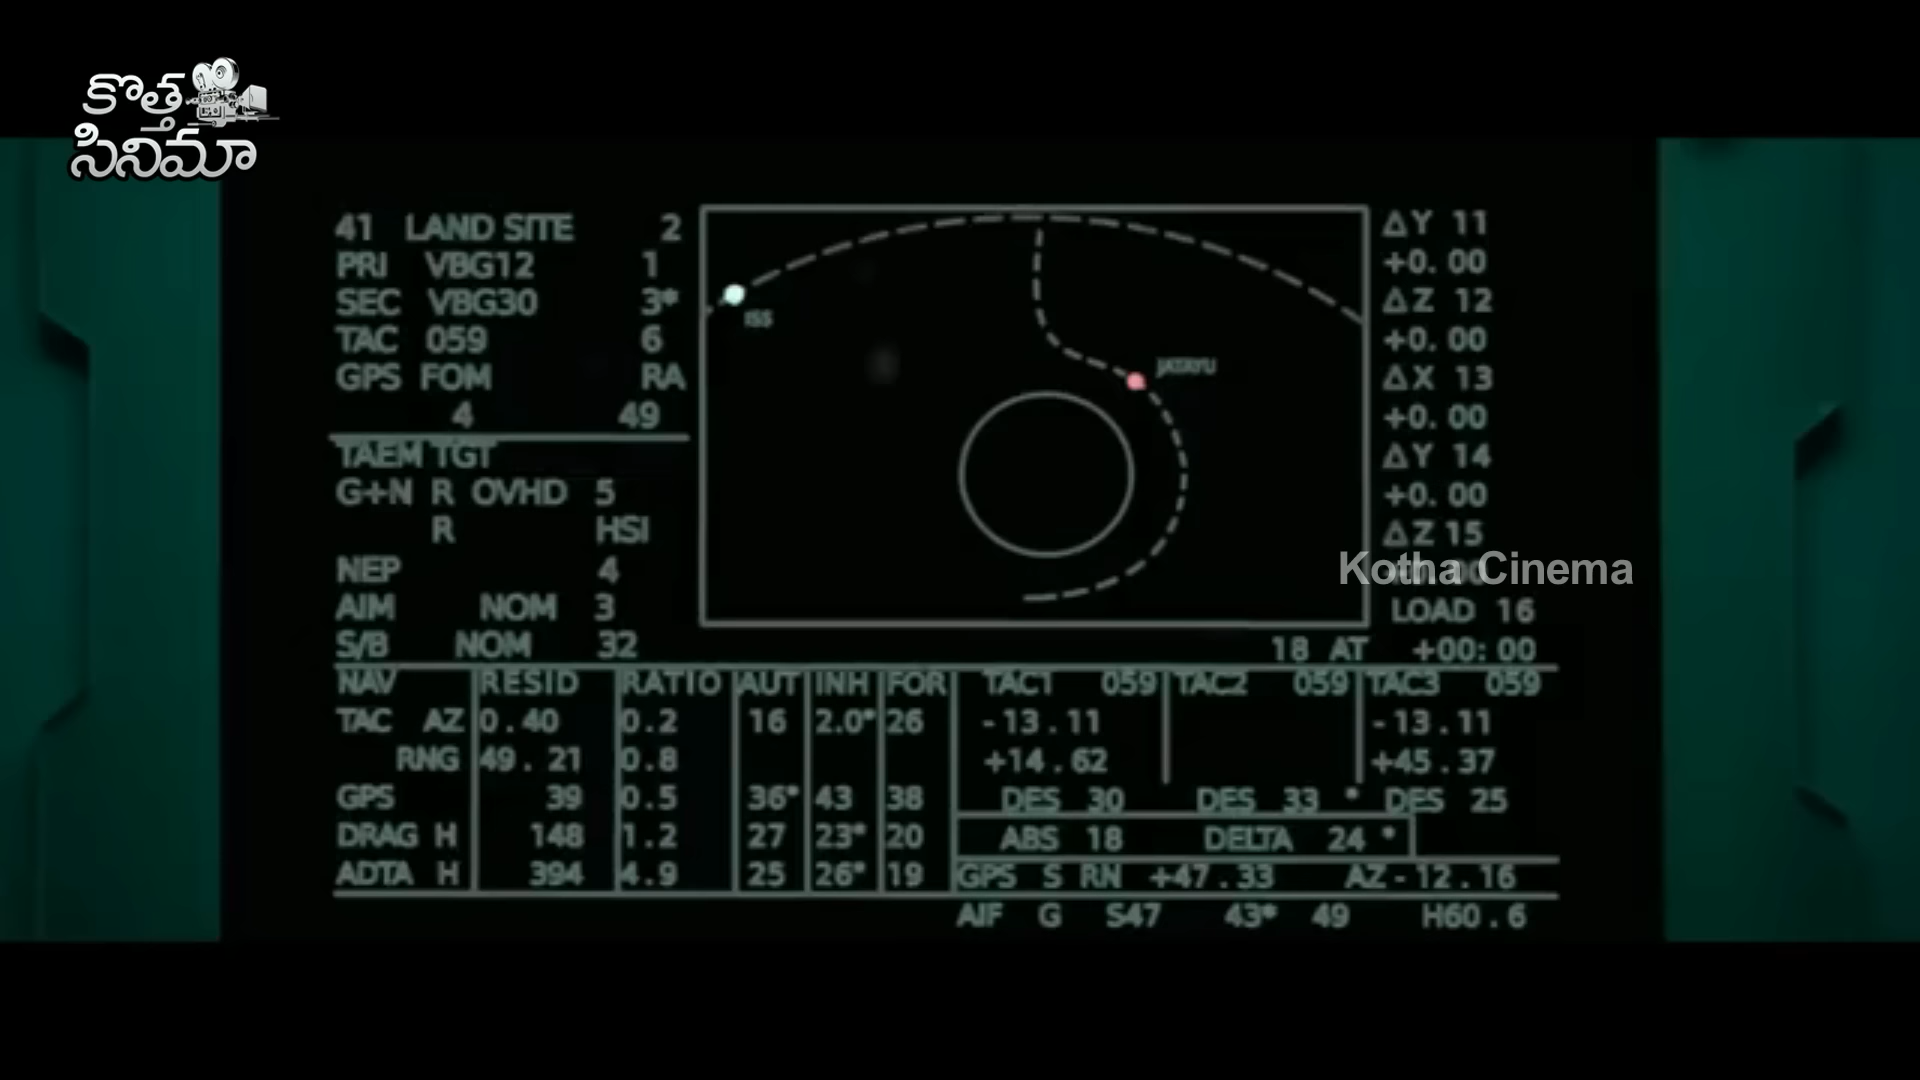 కొత్త
సినిమా
41 LAND SITE 2
PRI VBG12 1
SEC VBG30 3*
TAC 059 6
GPS FOM RA
4 49
TAEM TGT
G+N R OVHD 5
R HSI
NEP 4
AIM NOM 3
S/B NOM 32
ISS
JATAYU
ΔY 11
+0.00
ΔZ 12
+0.00
ΔX 13
+0.00
ΔY 14
+0.00
ΔZ 15
Kotha Cinema
LOAD 16
18 AT +00:00
NAV RESID RATIO AUT INH FOR TAC1 059 TAC2 059 TAC3 059
TAC AZ 0.40 0.2 16 2.0* 26 -13.11 -13.11
RNG 49.21 0.8 +14.62 +45.37
GPS 39 0.5 36* 43 38 DES 30 DES 33 * DES 25
DRAG H 148 1.2 27 23* 20 ABS 18 DELTA 24 *
ADTA H 394 4.9 25 26* 19 GPS S RN +47.33 AZ-12.16
AIF G S47 43* 49 H60.6